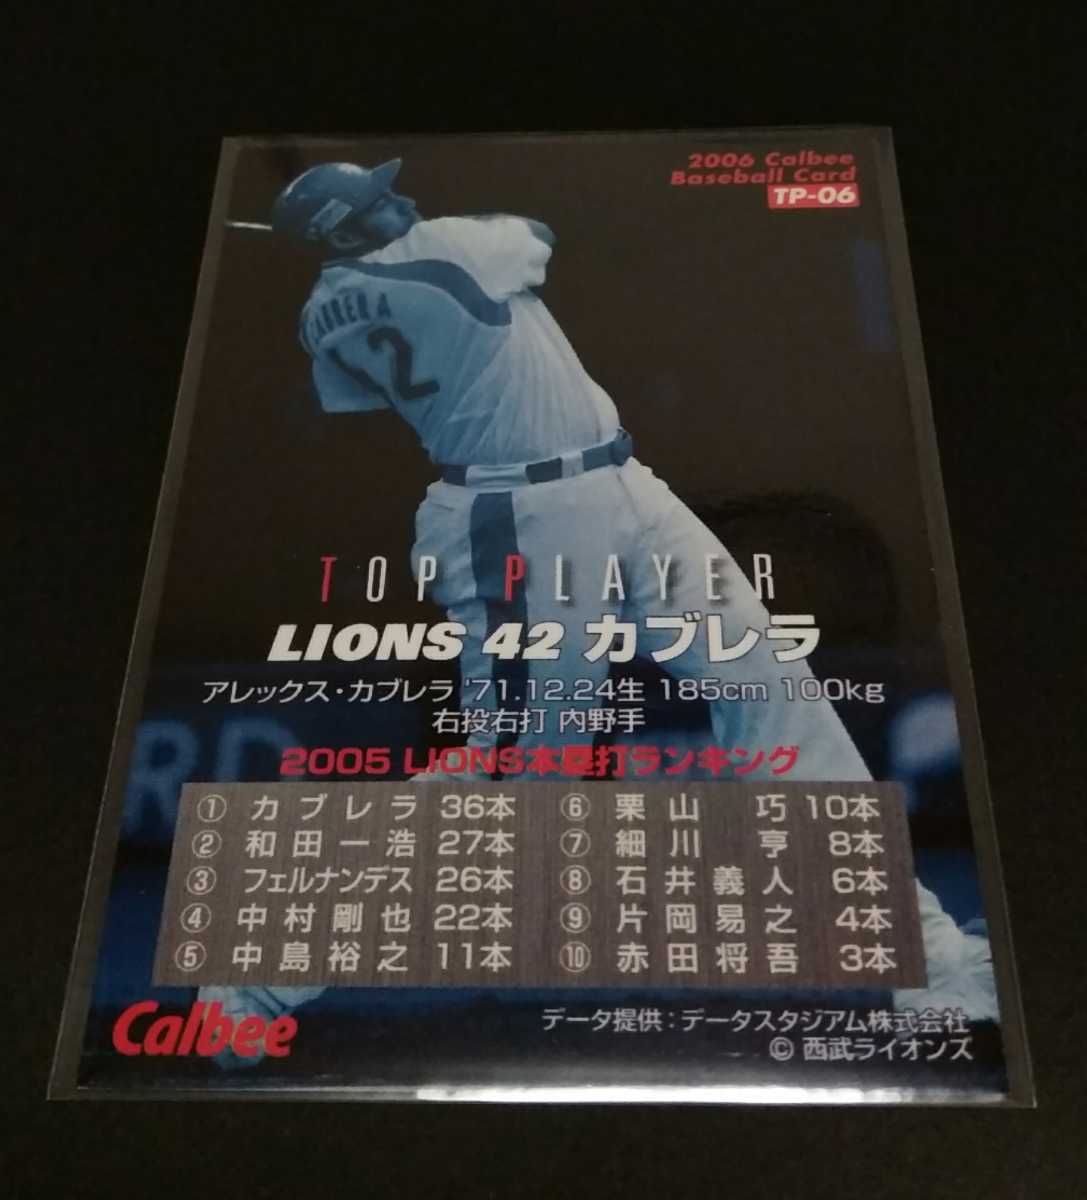 2006 Calbee
Baseball Card
TP-06
CABRERA
42
TOP PLAYER
LIONS 42 カブレラ
アレックス・カブレラ '71.12.24生 185cm 100kg
右投右打 内野手
2005 LIONS本塁打ランキング
① カブレラ 36本
② 和田一浩 27本
③ フェルナンデス 26本
④ 中村剛也 22本
⑤ 中島裕之 11本
⑥ 栗山 巧 10本
⑦ 細川 亨 8本
⑧ 石井義人 6本
⑨ 片岡易之 4本
⑩ 赤田将吾 3本
Calbee
データ提供:データスタジアム株式会社
© 西武ライオンズ